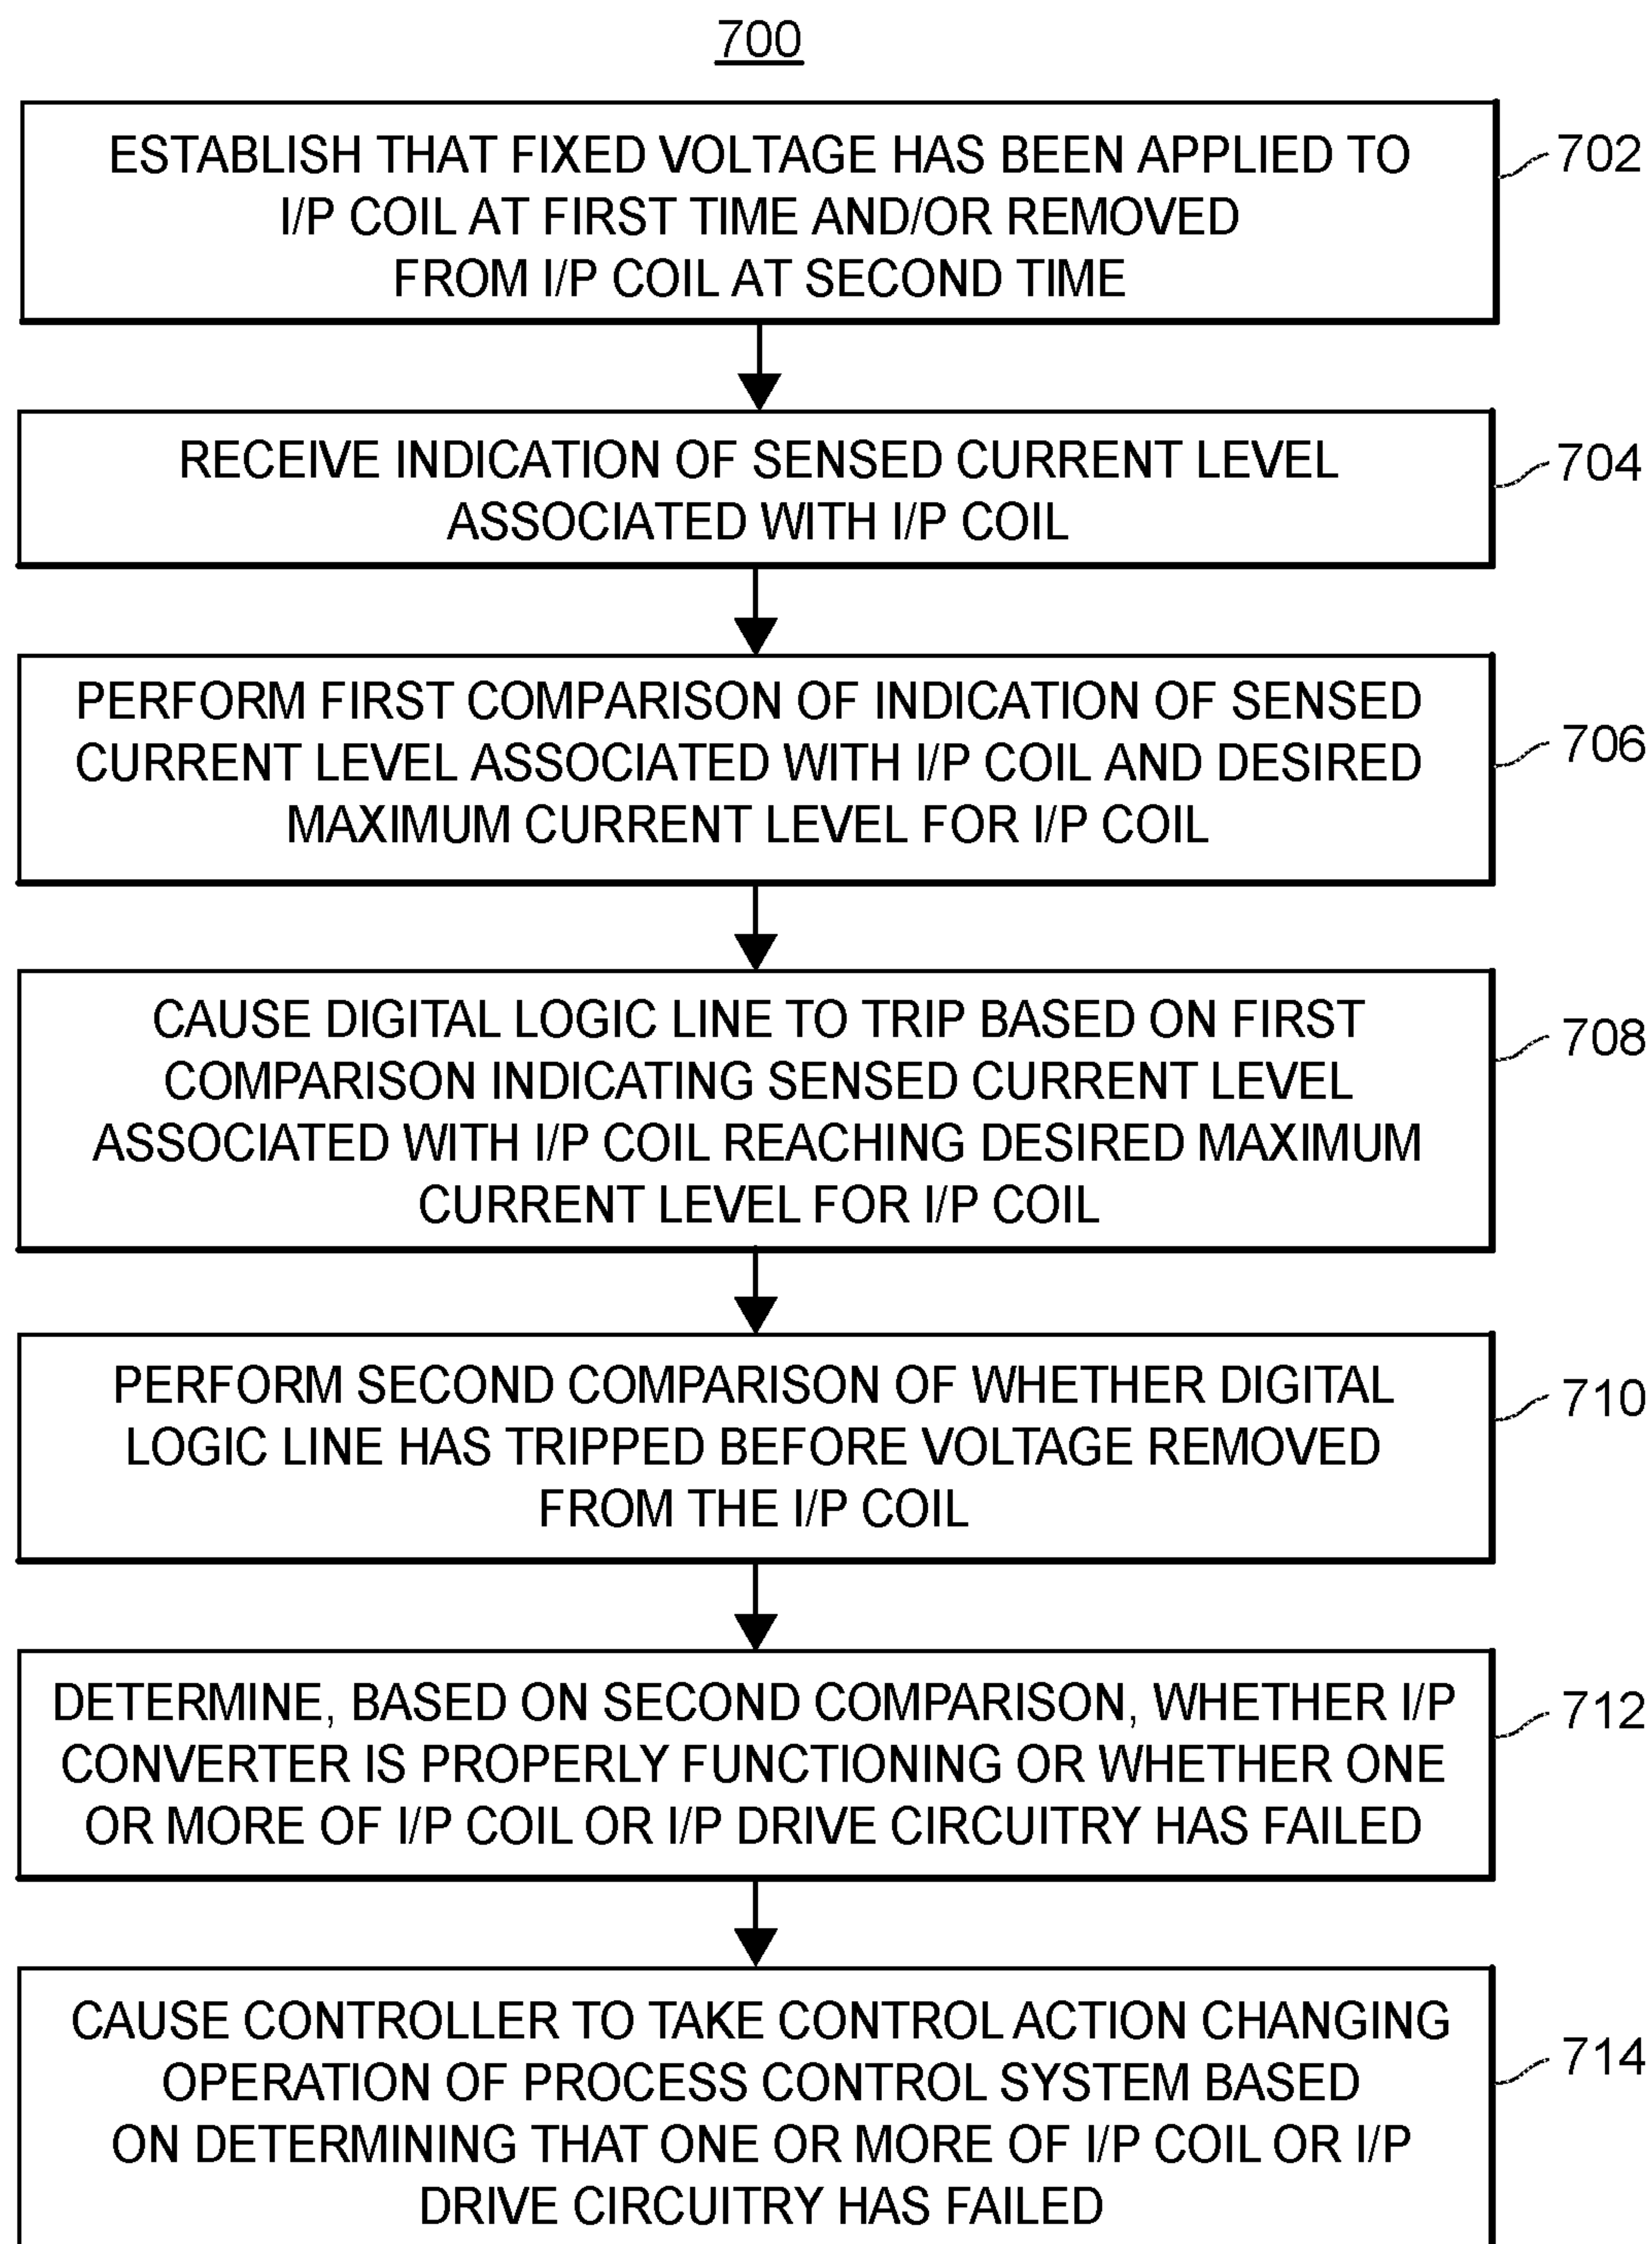 700
ESTABLISH THAT FIXED VOLTAGE HAS BEEN APPLIED TO
I/P COIL AT FIRST TIME AND/OR REMOVED
FROM I/P COIL AT SECOND TIME
702
RECEIVE INDICATION OF SENSED CURRENT LEVEL
ASSOCIATED WITH I/P COIL
704
PERFORM FIRST COMPARISON OF INDICATION OF SENSED
CURRENT LEVEL ASSOCIATED WITH I/P COIL AND DESIRED
MAXIMUM CURRENT LEVEL FOR I/P COIL
706
CAUSE DIGITAL LOGIC LINE TO TRIP BASED ON FIRST
COMPARISON INDICATING SENSED CURRENT LEVEL
ASSOCIATED WITH I/P COIL REACHING DESIRED MAXIMUM
CURRENT LEVEL FOR I/P COIL
708
PERFORM SECOND COMPARISON OF WHETHER DIGITAL
LOGIC LINE HAS TRIPPED BEFORE VOLTAGE REMOVED
FROM THE I/P COIL
710
DETERMINE, BASED ON SECOND COMPARISON, WHETHER I/P
CONVERTER IS PROPERLY FUNCTIONING OR WHETHER ONE
OR MORE OF I/P COIL OR I/P DRIVE CIRCUITRY HAS FAILED
712
CAUSE CONTROLLER TO TAKE CONTROL ACTION CHANGING
OPERATION OF PROCESS CONTROL SYSTEM BASED
ON DETERMINING THAT ONE OR MORE OF I/P COIL OR I/P
DRIVE CIRCUITRY HAS FAILED
714